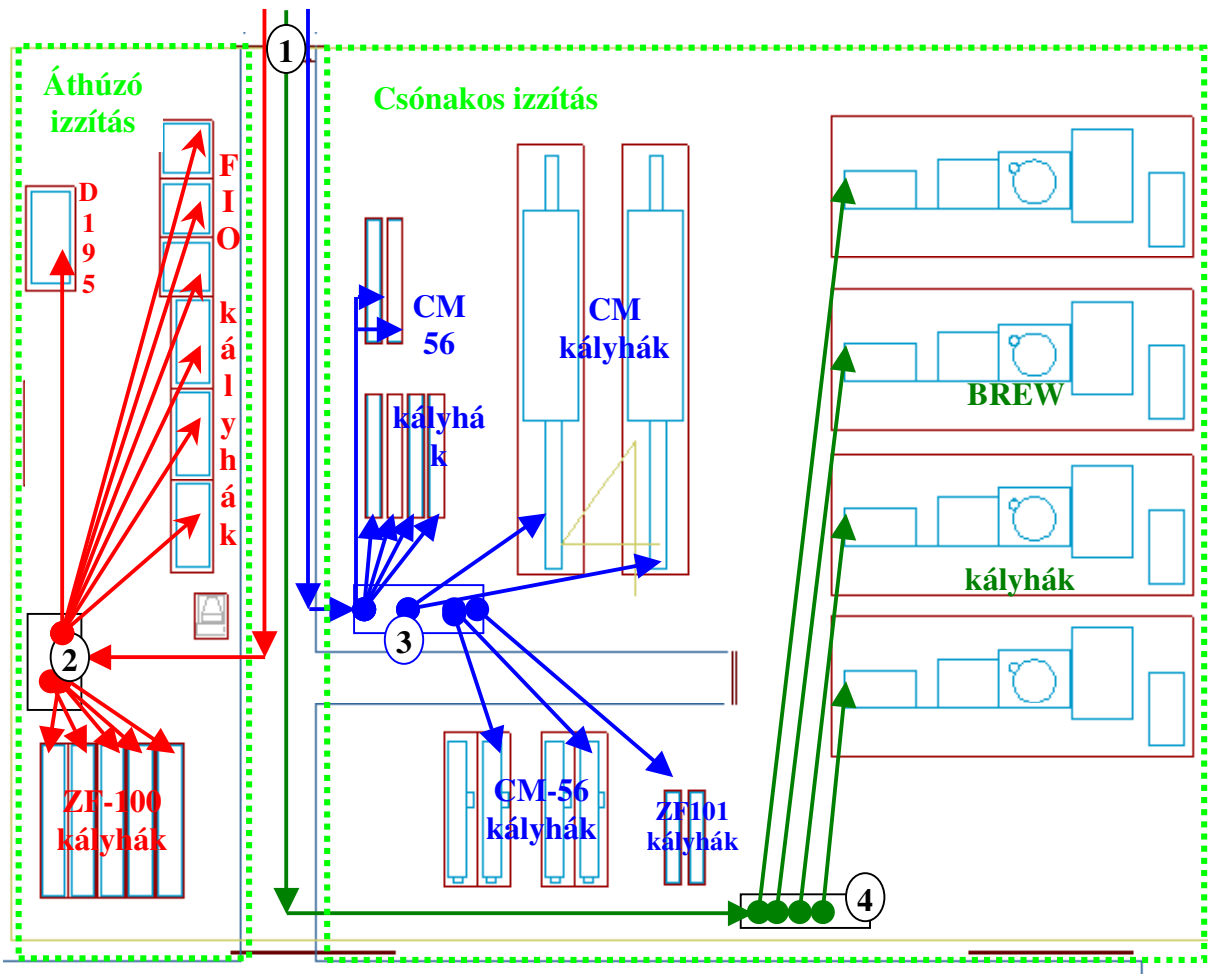 1
Áthúzó
izzítás
Csónakos izzítás
D
1
9
5
F
I
O
k
á
l
y
h
á
k
CM
56
kályhá
k
CM
kályhák
BREW
kályhák
2
3
ZF-100
kályhák
CM-56
kályhák
ZF101
kályhák
4